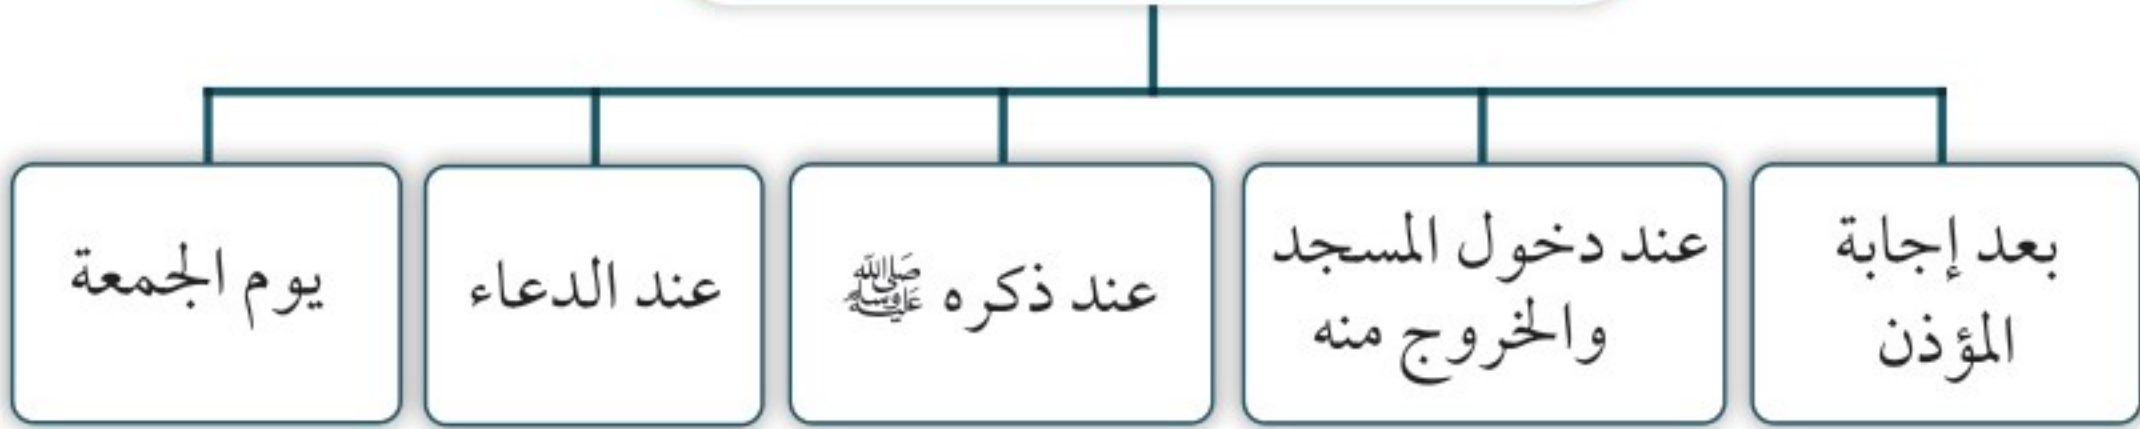 بعد إجابة
المؤذن
عند دخول المسجد
والخروج منه
عند ذكره ﷺ
عند الدعاء
يوم الجمعة